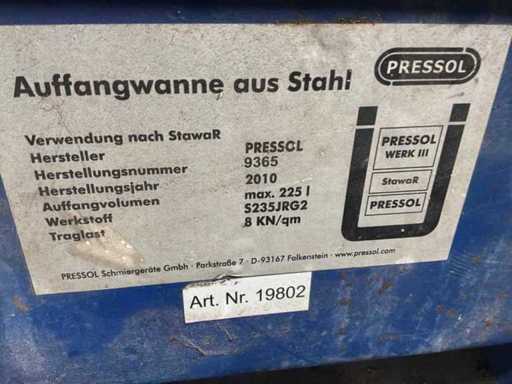 PRESSOL
Auffangwanne aus Stahl
Verwendung nach StawaR
Hersteller PRESSOL
Herstellungsnummer 9365
Herstellungsjahr 2010
Auffangvolumen max. 225 l
Werkstoff S235JRG2
Traglast 8 KN/qm
PRESSOL
WERK III
StawaR
PRESSOL
PRESSOL Schmiergeräte GmbH · Parkstraße 7 · D-93167 Falkenstein · www.pressol.com
Art. Nr. 19802